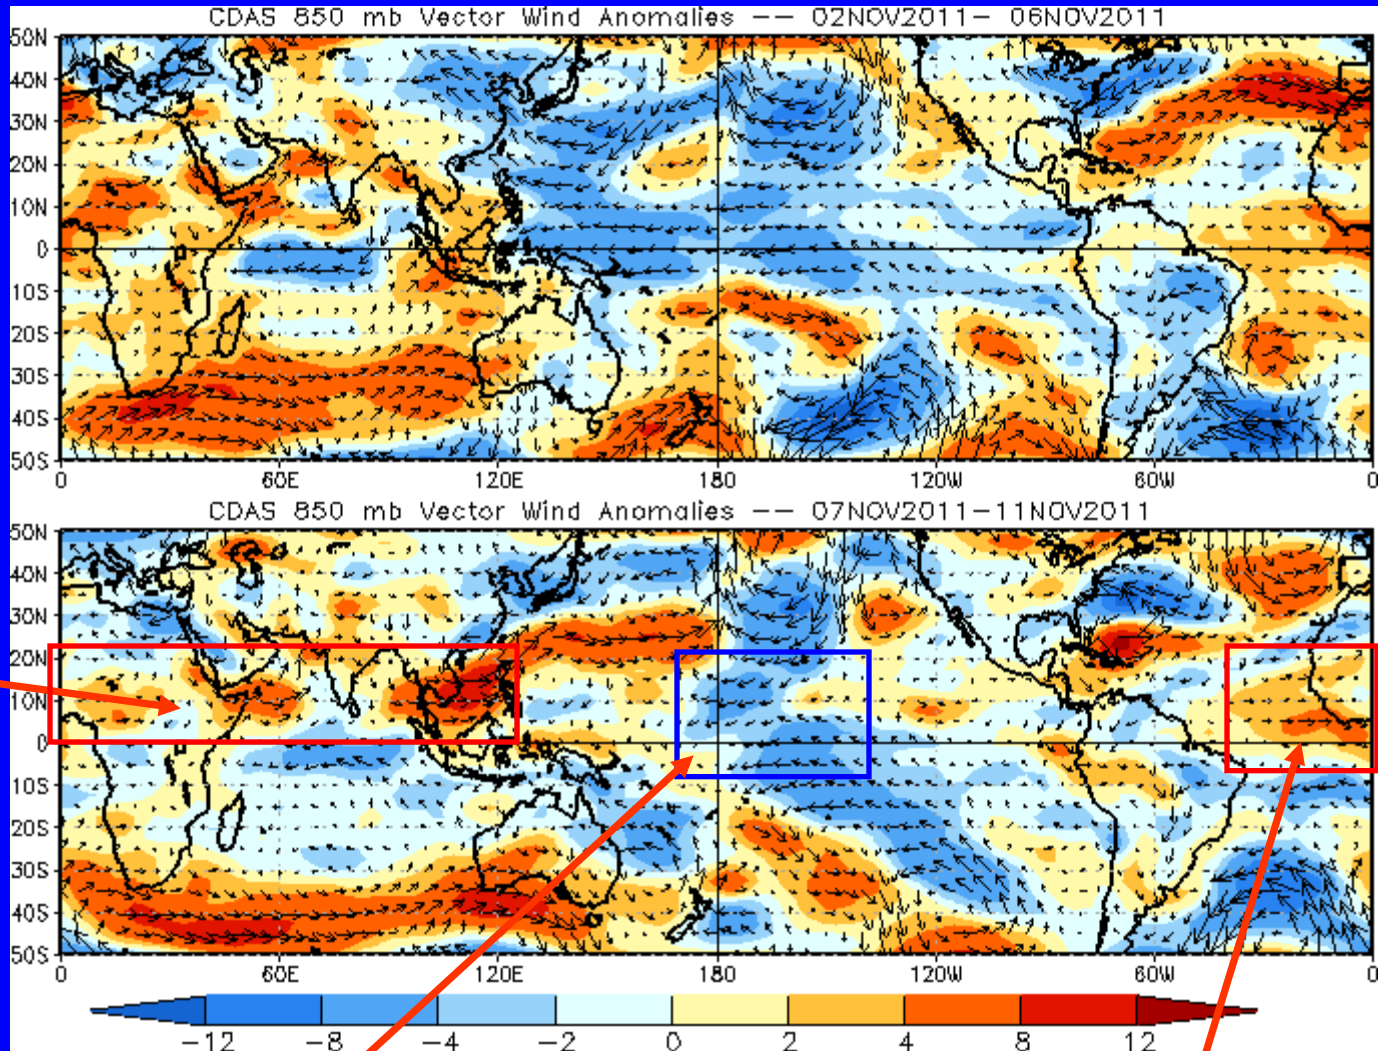 CDAS 850 mb Vector Wind Anomalies -- 02NOV2011- 06NOV2011
50N
40N
30N
20N
10N
0
10S
20S
30S
40S
50S
0 60E 120E 180 120W 60W 0
CDAS 850 mb Vector Wind Anomalies -- 07NOV2011-11NOV2011
50N
40N
30N
20N
10N
0
10S
20S
30S
40S
50S
0 60E 120E 180 120W 60W 0
-12 -8 -4 -2 0 2 4 8 12